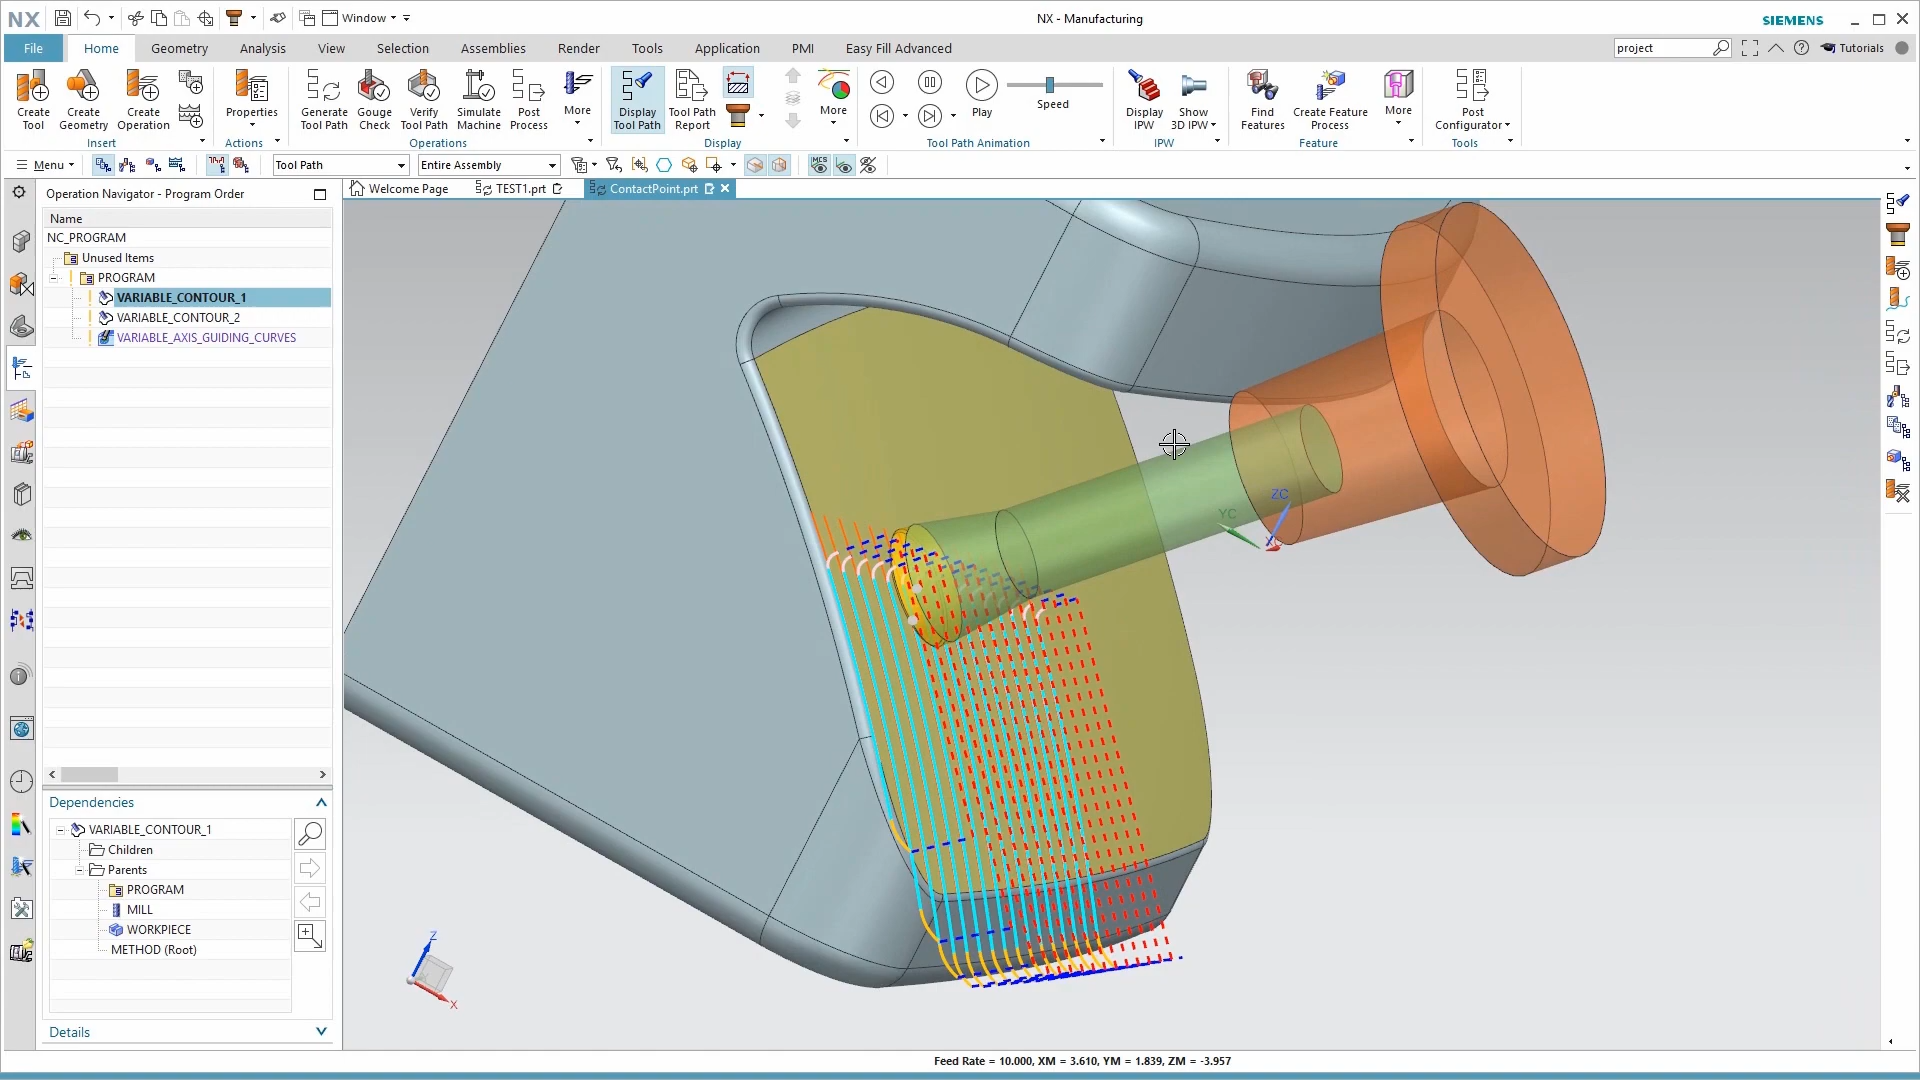 NX
Window
NX - Manufacturing
SIEMENS
File
Home
Geometry
Analysis
View
Selection
Assemblies
Render
Tools
Application
PMI
Easy Fill Advanced
project
Tutorials
Create Tool
Create Geometry
Create Operation
Properties
Generate Tool Path
Gouge Check
Verify Tool Path
Simulate Machine
Post Process
More
Display Tool Path
Tool Path Report
More
Play
Speed
Display IPW
Show 3D IPW
Find Features
Create Feature Process
More
Post Configurator
Insert
Actions
Operations
Display
Tool Path Animation
IPW
Feature
Tools
Menu
Tool Path
Entire Assembly
MCS
Operation Navigator - Program Order
Welcome Page
TEST1.prt
ContactPoint.prt
Name
NC_PROGRAM
Unused Items
PROGRAM
VARIABLE_CONTOUR_1
VARIABLE_CONTOUR_2
VARIABLE_AXIS_GUIDING_CURVES
ZC
YC
Dependencies
VARIABLE_CONTOUR_1
Children
Parents
PROGRAM
MILL
WORKPIECE
METHOD (Root)
Z
X
Details
Feed Rate = 10.000, XM = 3.610, YM = 1.839, ZM = -3.957